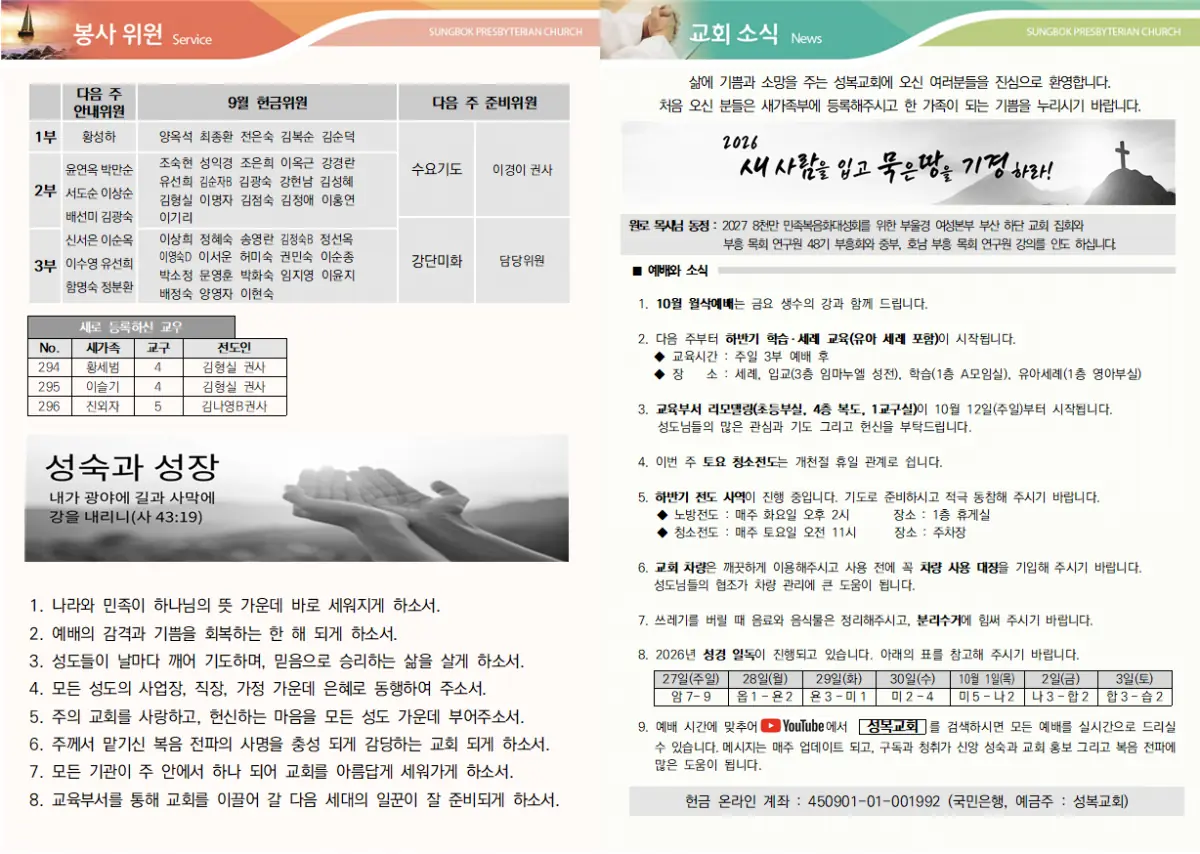 봉사 위원 Service
SUNGBOK PRESBYTERIAN CHURCH
다음 주 안내위원
9월 헌금위원
다음 주 준비위원
1부
황성하
양옥석 최종환 전은숙 김복순 김순덕
2부
윤연옥 박만순
서도순 이상순
배선미 김광숙
조숙현 성익경 조은희 이옥근 강경란
유선희 김순자B 김광숙 강현남 김성혜
김형실 이명자 김점숙 김정애 이홍연
이기리
3부
신서은 이순옥
이수영 유선희
함명숙 정분환
이상희 정혜숙 송영란 김정숙B 정선옥
이영숙D 이서운 허미숙 권민숙 이순종
박소정 문영훈 박화숙 임지영 이윤지
배정숙 양영자 이현숙
수요기도
이경이 권사
강단미화
담당위원
새로 등록하신 교우
No. 새가족 교구 전도인
294 황세범 4 김형실 권사
295 이슬기 4 김형실 권사
296 진외자 5 김나영B권사
성숙과 성장
내가 광야에 길과 사막에
강을 내리니(사 43:19)
1. 나라와 민족이 하나님의 뜻 가운데 바로 세워지게 하소서.
2. 예배의 감격과 기쁨을 회복하는 한 해 되게 하소서.
3. 성도들이 날마다 깨어 기도하며, 믿음으로 승리하는 삶을 살게 하소서.
4. 모든 성도의 사업장, 직장, 가정 가운데 은혜로 동행하여 주소서.
5. 주의 교회를 사랑하고, 헌신하는 마음을 모든 성도 가운데 부어주소서.
6. 주께서 맡기신 복음 전파의 사명을 충성 되게 감당하는 교회 되게 하소서.
7. 모든 기관이 주 안에서 하나 되어 교회를 아름답게 세워가게 하소서.
8. 교육부서를 통해 교회를 이끌어 갈 다음 세대의 일꾼이 잘 준비되게 하소서.
교회 소식 News
SUNGBOK PRESBYTERIAN CHURCH
삶에 기쁨과 소망을 주는 성복교회에 오신 여러분들을 진심으로 환영합니다.
처음 오신 분들은 새가족부에 등록해주시고 한 가족이 되는 기쁨을 누리시기 바랍니다.
2026
새 사람을 입고 묵은땅을 기경하라!
원로 목사님 동정 : 2027 8천만 민족복음화대성회를 위한 부울경 여성본부 부산 하단 교회 집회와
부흥 목회 연구원 48기 부흥회와 중부, 호남 부흥 목회 연구원 강의를 인도 하십니다.
■ 예배와 소식
1. 10월 월삭예배는 금요 생수의 강과 함께 드립니다.
2. 다음 주부터 하반기 학습·세례 교육(유아 세례 포함)이 시작됩니다.
◆ 교육시간 : 주일 3부 예배 후
◆ 장 소 : 세례, 입교(3층 임마누엘 성전), 학습(1층 A모임실), 유아세례(1층 영아부실)
3. 교육부서 리모델링(초등부실, 4층 복도, 1교구실)이 10월 12일(주일)부터 시작됩니다.
성도님들의 많은 관심과 기도 그리고 헌신을 부탁드립니다.
4. 이번 주 토요 청소전도는 개천절 휴일 관계로 쉽니다.
5. 하반기 전도 사역이 진행 중입니다. 기도로 준비하시고 적극 동참해 주시기 바랍니다.
◆ 노방전도 : 매주 화요일 오후 2시 장소 : 1층 휴게실
◆ 청소전도 : 매주 토요일 오전 11시 장소 : 주차장
6. 교회 차량은 깨끗하게 이용해주시고 사용 전에 꼭 차량 사용 대장을 기입해 주시기 바랍니다.
성도님들의 협조가 차량 관리에 큰 도움이 됩니다.
7. 쓰레기를 버릴 때 음료와 음식물은 정리해주시고, 분리수거에 힘써 주시기 바랍니다.
8. 2026년 성경 일독이 진행되고 있습니다. 아래의 표를 참고해 주시기 바랍니다.
27일(주일) 28일(월) 29일(화) 30일(수) 10월 1일(목) 2일(금) 3일(토)
암 7-9 옵 1-욘 2 욘 3-미 1 미 2-4 미 5-나 2 나 3-합 2 합 3-습 2
9. 예배 시간에 맞추어 YouTube에서 성복교회 를 검색하시면 모든 예배를 실시간으로 드리실
수 있습니다. 메시지는 매주 업데이트 되고, 구독과 청취가 신앙 성숙과 교회 홍보 그리고 복음 전파에
많은 도움이 됩니다.
헌금 온라인 계좌 : 450901-01-001992 (국민은행, 예금주 : 성복교회)